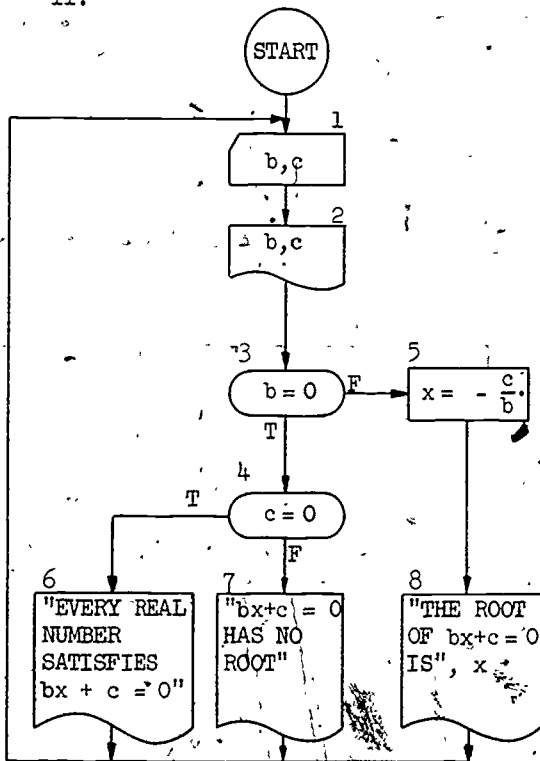 11.
START
1
b,c
2
b,c
3
b = 0
F
T
5
x = - c/b
4
c = 0
T
F
6
"EVERY REAL
NUMBER
SATISFIES
bx + c = 0"
7
"bx+c = 0
HAS NO
ROOT"
8
"THE ROOT
OF bx+c = 0
IS", x